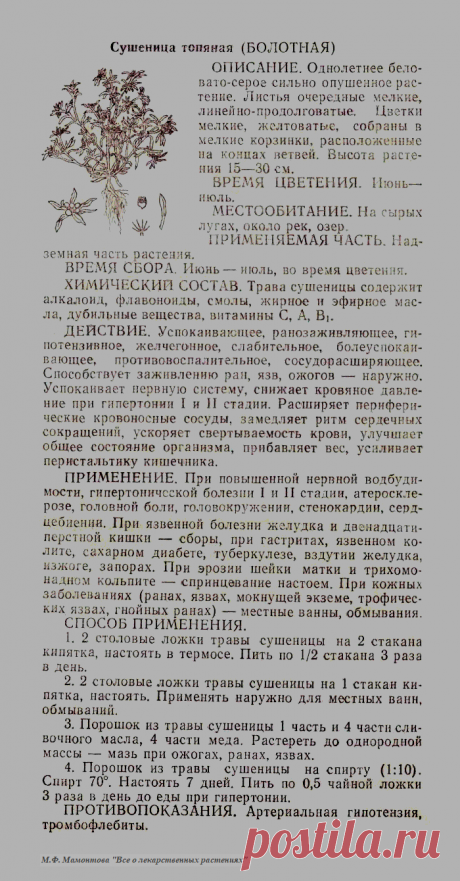 Сушеница топяная (БОЛОТНАЯ)
ОПИСАНИЕ. Однолетнее бело-
вато-серое сильно опушенное рас-
тение. Листья очередные мелкие,
линейно-продолговатые. Цветки
мелкие, желтоватые, собраны в
мелкие корзинки, расположенные
на концах ветвей. Высота расте-
ния 15—30 см.
ВРЕМЯ ЦВЕТЕНИЯ. Июнь—
июль.
МЕСТООБИТАНИЕ. На сырых
лугах, около рек, озер.
ПРИМЕНЯЕМАЯ ЧАСТЬ. Над-
земная часть растения.
ВРЕМЯ СБОРА. Июнь — июль, во время цветения.
ХИМИЧЕСКИЙ СОСТАВ. Трава сушеницы содержит
алкалоид, флавоноиды, смолы, жирное и эфирное мас-
ла, дубильные вещества, витамины С, А, В₁.
ДЕЙСТВИЕ. Успокаивающее, ранозаживляющее, ги-
потензивное, желчегонное, слабительное, болеуспокаи-
вающее, противовоспалительное, сосудорасширяющее.
Способствует заживлению ран, язв, ожогов — наружно.
Успокаивает нервную систему, снижает кровяное давле-
ние при гипертонии I и II стадии. Расширяет перифери-
ческие кровоносные сосуды, замедляет ритм сердечных
сокращений, ускоряет свертываемость крови, улучшает
общее состояние организма, прибавляет вес, усиливает
перистальтику кишечника.
ПРИМЕНЕНИЕ. При повышенной нервной возбуди-
мости, гипертонической болезни I и II стадии, атероскле-
розе, головной боли, головокружении, стенокардии, серд-
цебиении. При язвенной болезни желудка и двенадцати-
перстной кишки — сборы, при гастритах, язвенном ко-
лите, сахарном диабете, туберкулезе, вздутии желудка,
изжоге, запорах. При эрозии шейки матки и трихомо-
надном кольпите — спринцевание настоем. При кожных
заболеваниях (ранах, язвах, мокнущей экземе, трофичес-
ких язвах, гнойных ранах) — местные ванны, обмывания.
СПОСОБ ПРИМЕНЕНИЯ.
1. 2 столовые ложки травы сушеницы на 2 стакана
кипятка, настоять в термосе. Пить по 1/2 стакана 3 раза
в день.
2. 2 столовые ложки травы сушеницы на 1 стакан ки-
пятка, настоять. Применять наружно для местных ванн,
обмываний.
3. Порошок из травы сушеницы 1 часть и 4 части сли-
вочного масла, 4 части меда. Растереть до однородной
массы — мазь при ожогах, ранах, язвах.
4. Порошок из травы сушеницы на спирту (1:10).
Спирт 70°. Настоять 7 дней. Пить по 0,5 чайной ложки
3 раза в день до еды при гипертонии.
ПРОТИВОПОКАЗАНИЯ. Артериальная гипотензия,
тромбофлебиты.
М.Ф. Мамонтова "Все о лекарственных растениях"
postila.ru